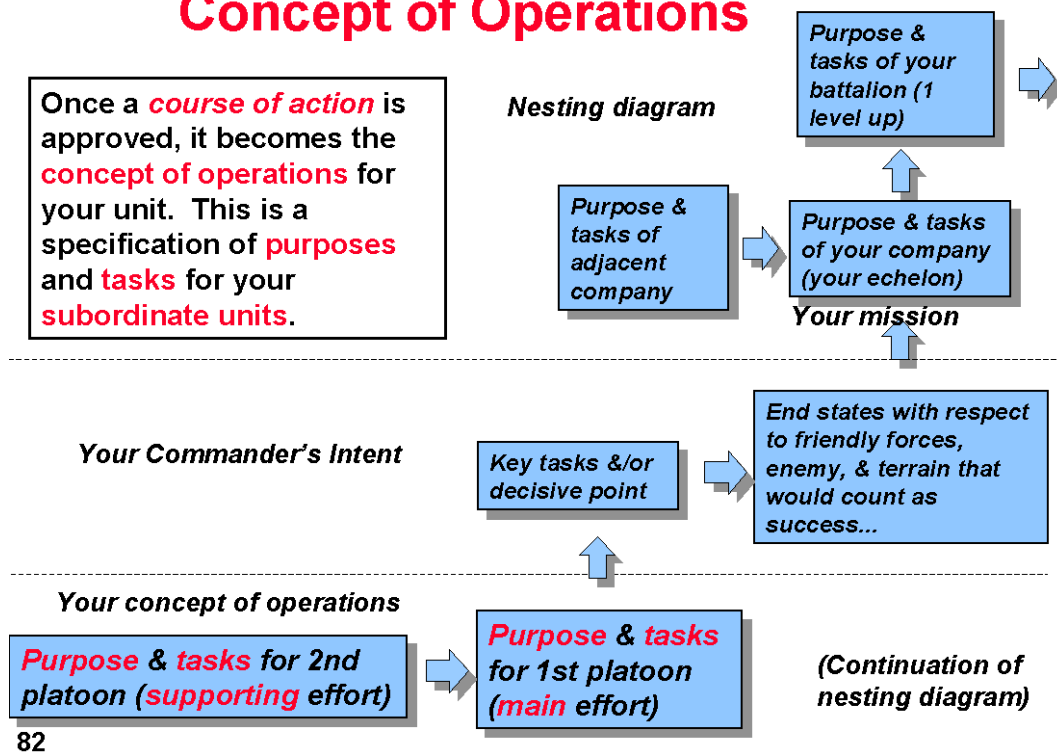 Concept of Operations
Once a course of action is
approved, it becomes the
concept of operations for
your unit.  This is a
specification of purposes
and tasks for your
subordinate units.
Nesting diagram
Purpose &
tasks of your
battalion (1
level up)
Purpose &
tasks of
adjacent
company
Purpose & tasks
of your company
(your echelon)
Your mission
Your Commander's Intent
Key tasks &/or
decisive point
End states with respect
to friendly forces,
enemy, & terrain that
would count as
success...
Your concept of operations
Purpose & tasks for 2nd
platoon (supporting effort)
Purpose & tasks
for 1st platoon
(main effort)
(Continuation of
nesting diagram)
82